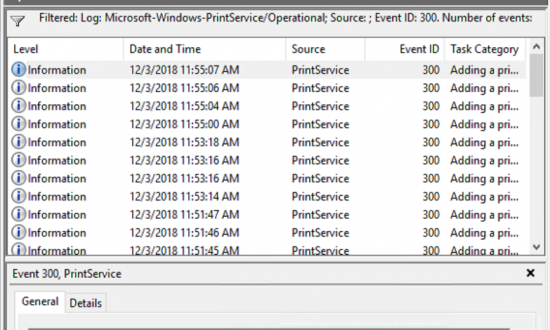 Filtered: Log: Microsoft-Windows-PrintService/Operational; Source: ; Event ID: 300. Number of events:
Level Date and Time Source Event ID Task Category
Information 12/3/2018 11:55:07 AM PrintService 300 Adding a pri...
Information 12/3/2018 11:55:06 AM PrintService 300 Adding a pri...
Information 12/3/2018 11:55:04 AM PrintService 300 Adding a pri...
Information 12/3/2018 11:55:00 AM PrintService 300 Adding a pri...
Information 12/3/2018 11:53:18 AM PrintService 300 Adding a pri...
Information 12/3/2018 11:53:16 AM PrintService 300 Adding a pri...
Information 12/3/2018 11:53:16 AM PrintService 300 Adding a pri...
Information 12/3/2018 11:53:14 AM PrintService 300 Adding a pri...
Information 12/3/2018 11:51:47 AM PrintService 300 Adding a pri...
Information 12/3/2018 11:51:46 AM PrintService 300 Adding a pri...
Information 12/3/2018 11:51:45 AM PrintService 300 Adding a pri...
Event 300, PrintService
General Details